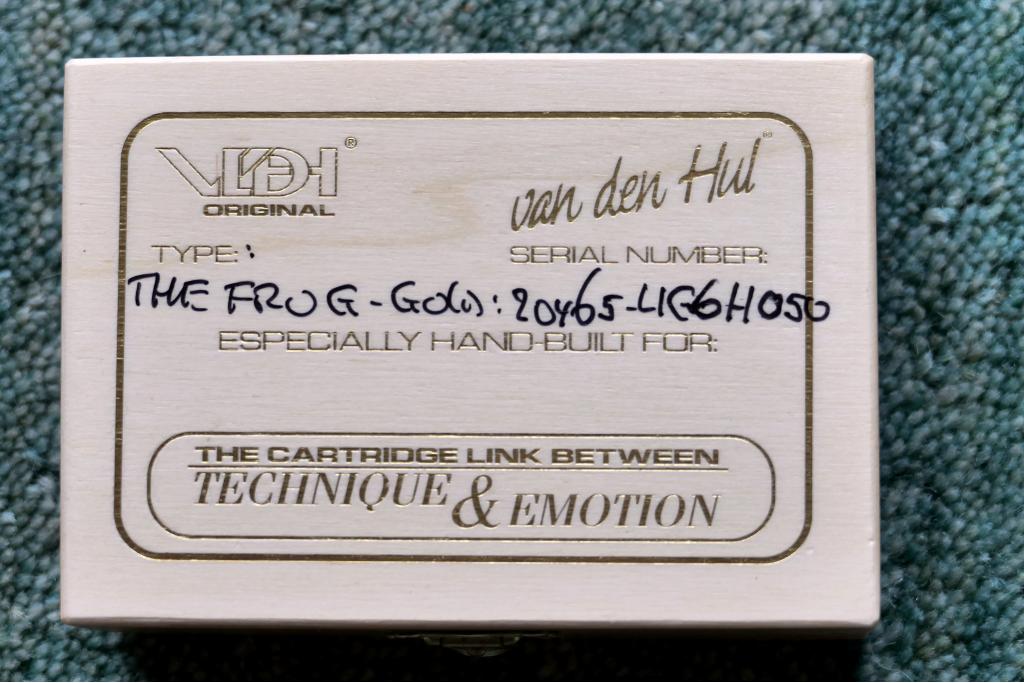 VDH®
ORIGINAL
van den Hul®
TYPE:
SERIAL NUMBER:
THE FROG - GOLD: 20465-
ESPECIALLY HAND-BUILT FOR:
THE CARTRIDGE LINK BETWEEN
TECHNIQUE & EMOTION